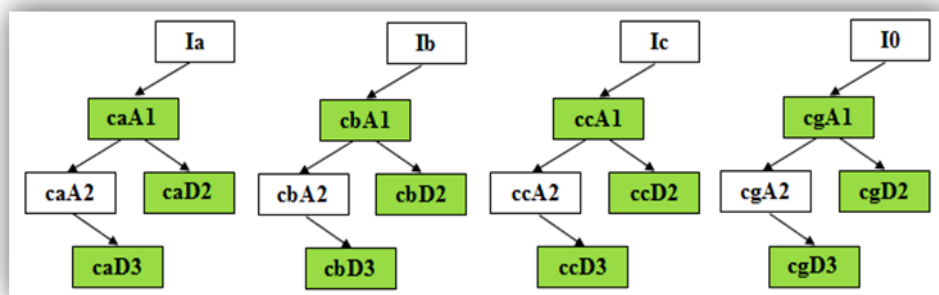 Ia Ib Ic I0
caA1 cbA1 ccA1 cgA1
caA2 caD2 cbA2 cbD2 ccA2 ccD2 cgA2 cgD2
caD3 cbD3 ccD3 cgD3